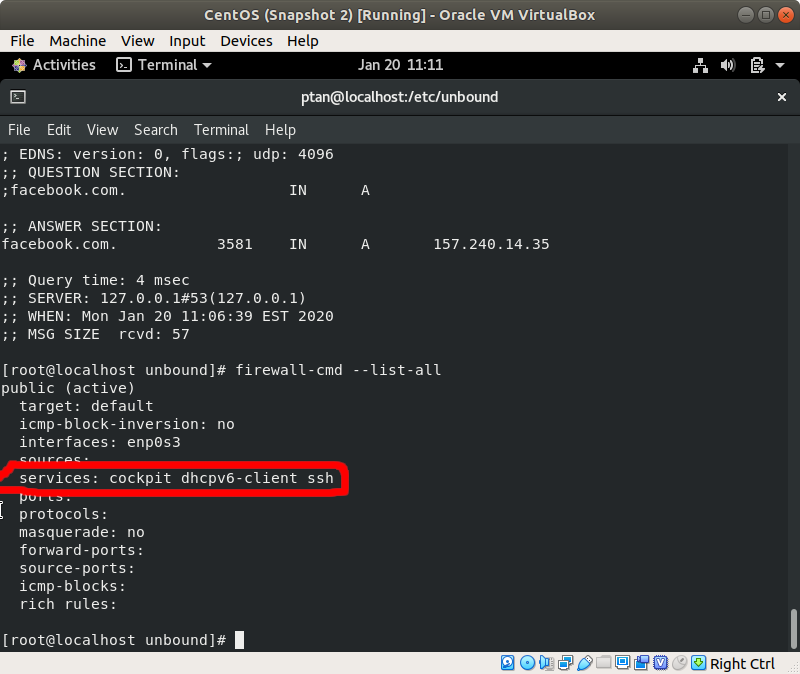 CentOS (Snapshot 2) [Running] - Oracle VM VirtualBox
File Machine View Input Devices Help
Activities Terminal Jan 20 11:11
ptan@localhost:/etc/unbound
File Edit View Search Terminal Help
; EDNS: version: 0, flags:; udp: 4096
;; QUESTION SECTION:
;facebook.com. IN A
;; ANSWER SECTION:
facebook.com. 3581 IN A 157.240.14.35
;; Query time: 4 msec
;; SERVER: 127.0.0.1#53(127.0.0.1)
;; WHEN: Mon Jan 20 11:06:39 EST 2020
;; MSG SIZE rcvd: 57
[root@localhost unbound]# firewall-cmd --list-all
public (active)
target: default
icmp-block-inversion: no
interfaces: enp0s3
sources:
services: cockpit dhcpv6-client ssh
ports:
protocols:
masquerade: no
forward-ports:
source-ports:
icmp-blocks:
rich rules:
[root@localhost unbound]#
Right Ctrl